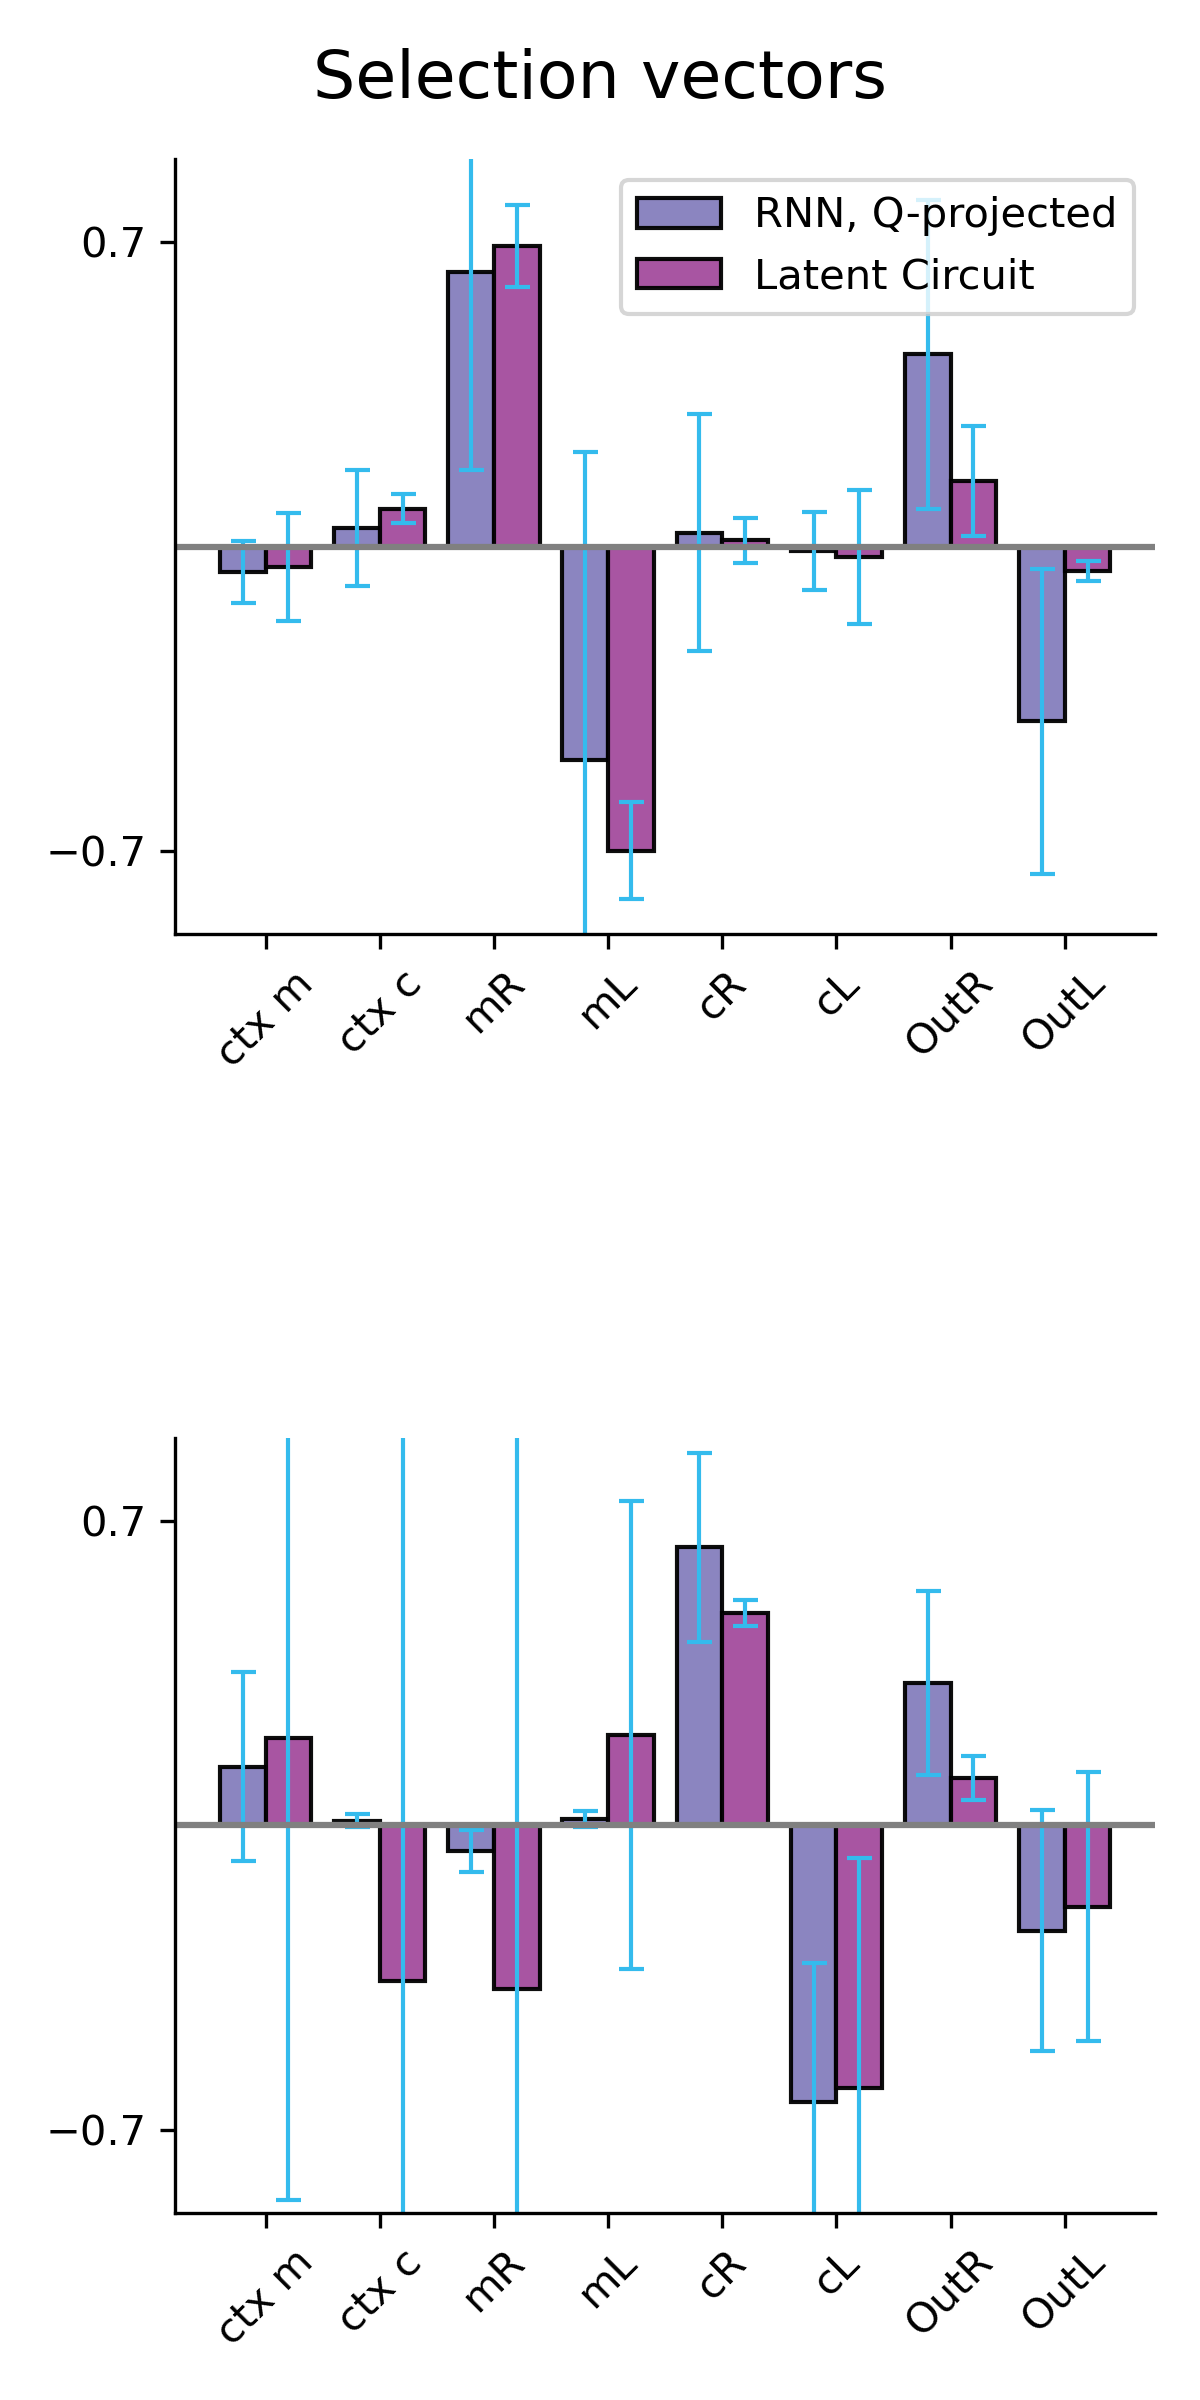 Selection vectors
RNN, Q-projected
Latent Circuit
0.7
−0.7
ctx m
ctx c
mR
mL
cR
cL
OutR
OutL
0.7
−0.7
ctx m
ctx c
mR
mL
cR
cL
OutR
OutL